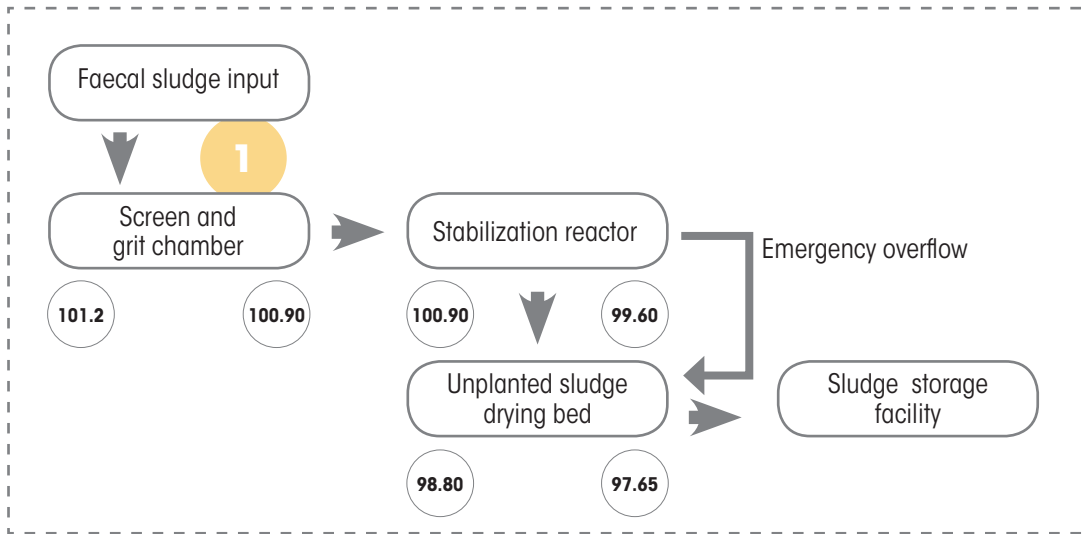 Faecal sludge input
1
Screen and
grit chamber
101.2
100.90
Stabilization reactor
100.90
99.60
Emergency overflow
Unplanted sludge
drying bed
98.80
97.65
Sludge storage
facility